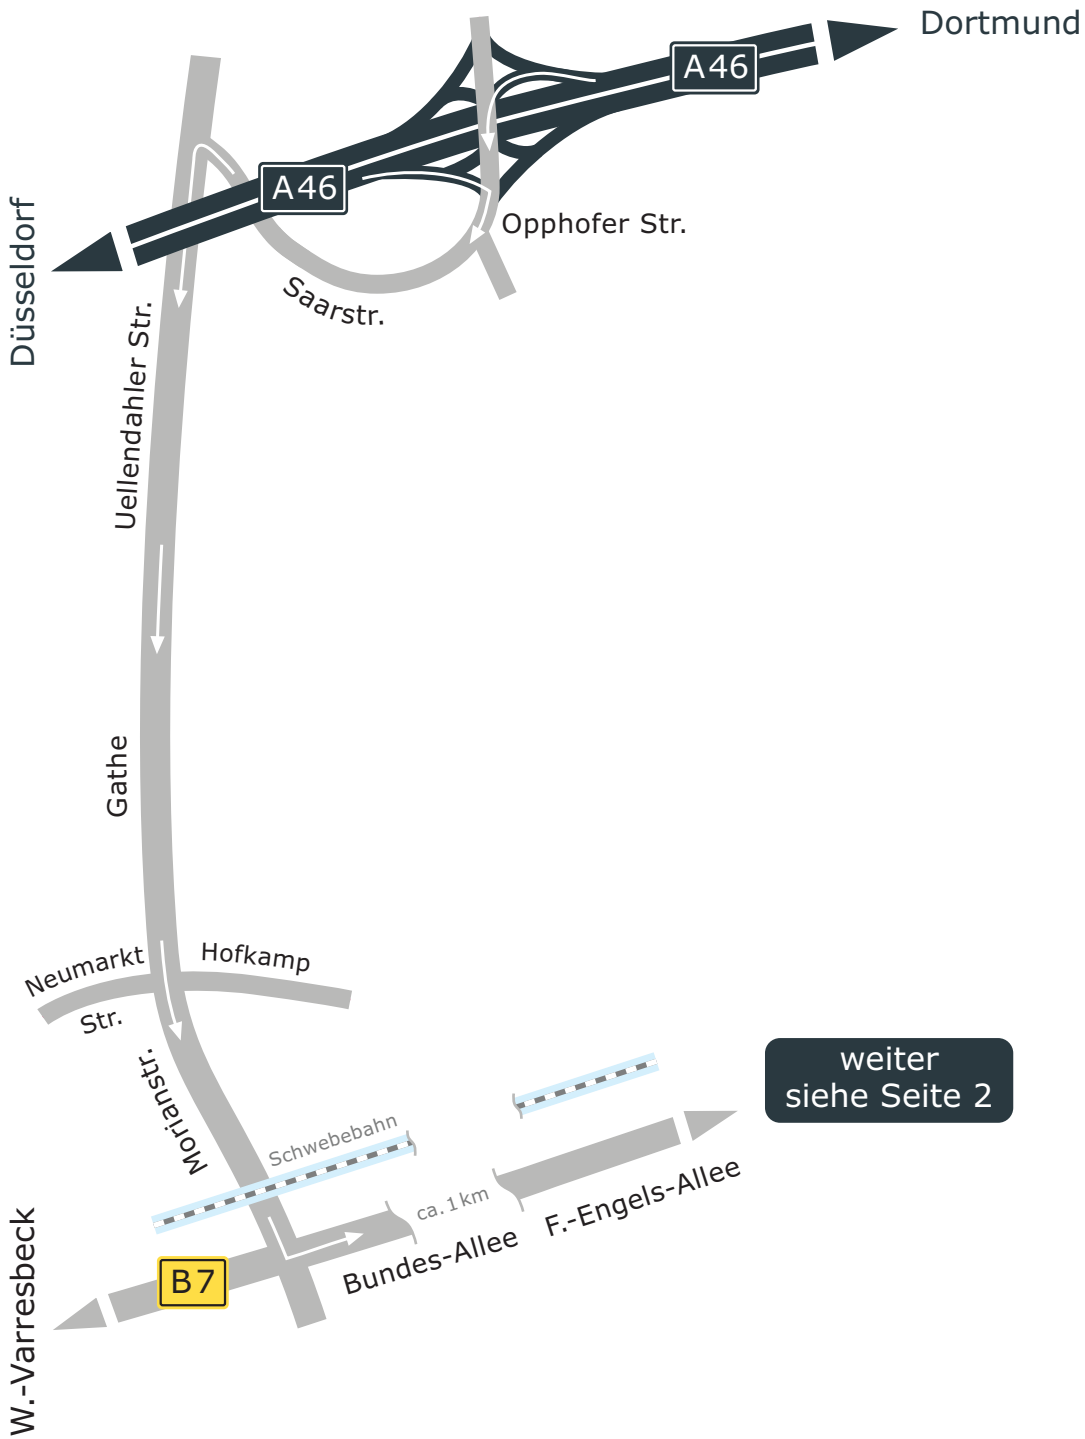 Dortmund
A46
A46
Düsseldorf
Opphofer Str.
Saarstr.
Uellendahler Str.
Gathe
Neumarkt
Str.
Hofkamp
Morianstr.
Schwebebahn
weiter
siehe Seite 2
ca. 1 km
F.-Engels-Allee
Bundes-Allee
B7
W.-Varresbeck